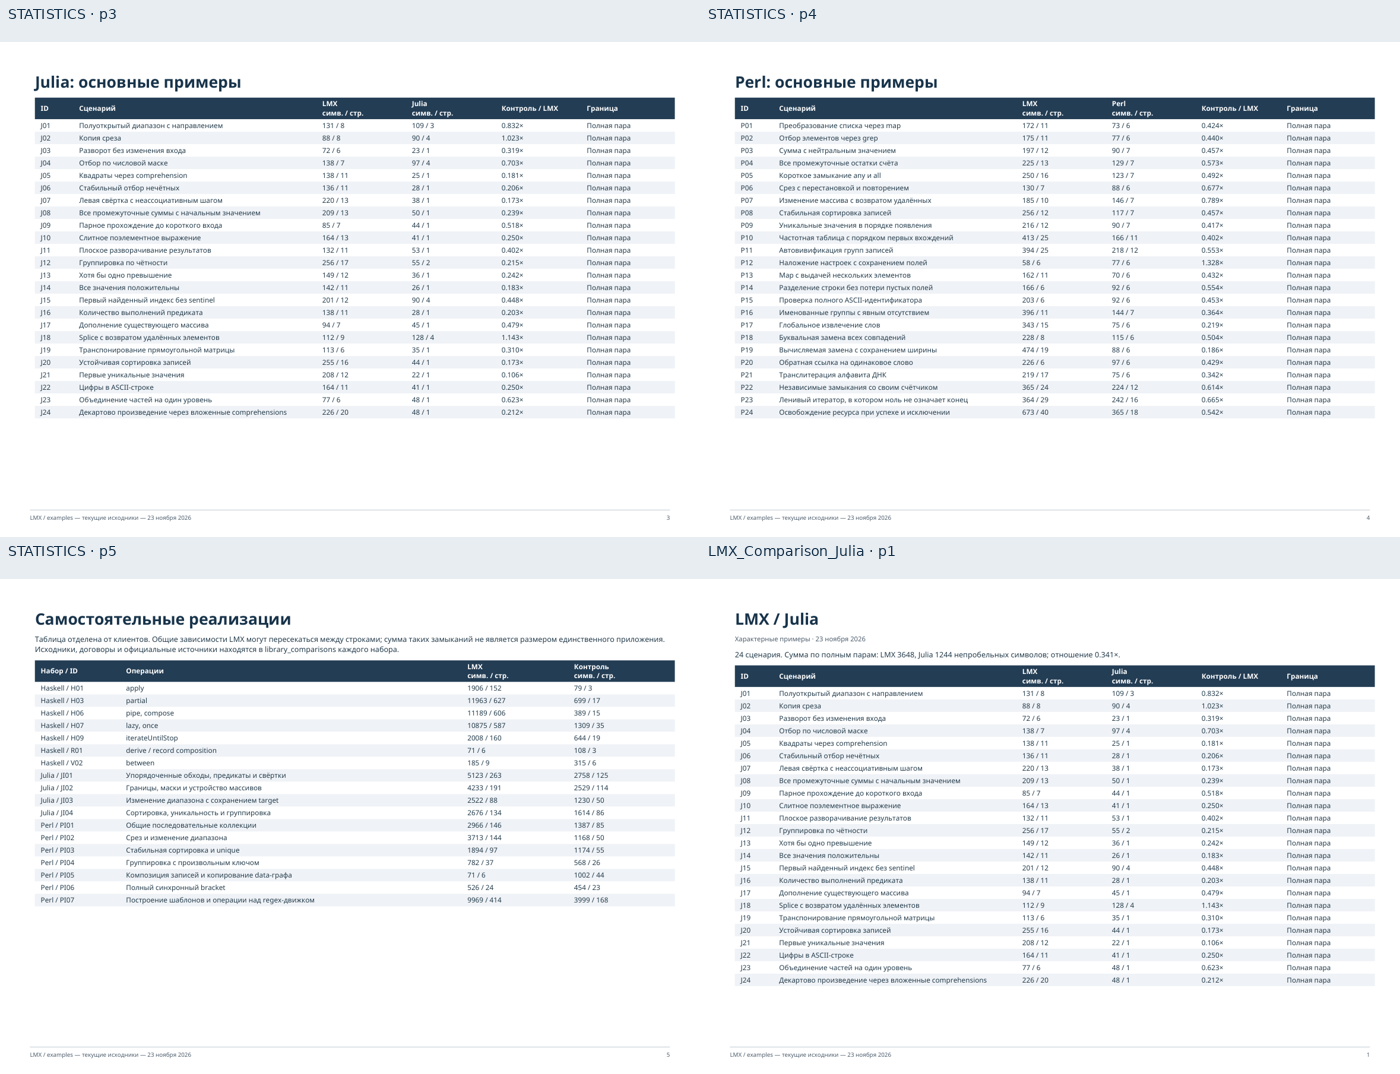 STATISTICS · p3
Julia: основные примеры
ID Сценарий LMX симв. / стр. Julia симв. / стр. Контроль / LMX Граница
J01 Полуоткрытый диапазон с направлением 131 / 8 109 / 3 0.832× Полная пара
J02 Копия среза 88 / 8 90 / 4 1.023× Полная пара
J03 Разворот без изменения входа 72 / 6 23 / 1 0.319× Полная пара
J04 Отбор по числовой маске 138 / 7 97 / 4 0.703× Полная пара
J05 Квадраты через comprehension 138 / 11 25 / 1 0.181× Полная пара
J06 Стабильный отбор нечётных 136 / 11 28 / 1 0.206× Полная пара
J07 Левая свёртка с неассоциативным шагом 220 / 13 38 / 1 0.173× Полная пара
J08 Все промежуточные суммы с начальным значением 209 / 13 50 / 1 0.239× Полная пара
J09 Парное прохождение до короткого входа 85 / 7 44 / 1 0.518× Полная пара
J10 Слитное поэлементное выражение 164 / 13 41 / 1 0.250× Полная пара
J11 Плоское разворачивание результатов 132 / 11 53 / 1 0.402× Полная пара
J12 Группировка по чётности 256 / 17 55 / 2 0.215× Полная пара
J13 Хотя бы одно превышение 149 / 12 36 / 1 0.242× Полная пара
J14 Все значения положительны 142 / 11 26 / 1 0.183× Полная пара
J15 Первый найденный индекс без sentinel 201 / 12 90 / 4 0.448× Полная пара
J16 Количество выполнений предиката 138 / 11 28 / 1 0.203× Полная пара
J17 Дополнение существующего массива 94 / 7 45 / 1 0.479× Полная пара
J18 Splice с возвратом удалённых элементов 112 / 9 128 / 4 1.143× Полная пара
J19 Транспонирование прямоугольной матрицы 113 / 6 35 / 1 0.310× Полная пара
J20 Устойчивая сортировка записей 255 / 16 44 / 1 0.173× Полная пара
J21 Первые уникальные значения 208 / 12 22 / 1 0.106× Полная пара
J22 Цифры в ASCII-строке 164 / 11 41 / 1 0.250× Полная пара
J23 Объединение частей на один уровень 77 / 6 48 / 1 0.623× Полная пара
J24 Декартово произведение через вложенные comprehensions 226 / 20 48 / 1 0.212× Полная пара
LMX / examples — текущие исходники — 23 ноября 2026 3
STATISTICS · p4
Perl: основные примеры
ID Сценарий LMX симв. / стр. Perl симв. / стр. Контроль / LMX Граница
P01 Преобразование списка через map 172 / 11 73 / 6 0.424× Полная пара
P02 Отбор элементов через grep 175 / 11 77 / 6 0.440× Полная пара
P03 Сумма с нейтральным значением 197 / 12 90 / 7 0.457× Полная пара
P04 Все промежуточные остатки счёта 225 / 13 129 / 7 0.573× Полная пара
P05 Короткое замыкание any и all 250 / 16 123 / 7 0.492× Полная пара
P06 Срез с перестановкой и повторением 130 / 7 88 / 6 0.677× Полная пара
P07 Изменение массива с возвратом удалённых 185 / 10 146 / 7 0.789× Полная пара
P08 Стабильная сортировка записей 256 / 12 117 / 7 0.457× Полная пара
P09 Уникальные значения в порядке появления 216 / 12 90 / 7 0.417× Полная пара
P10 Частотная таблица с порядком первых вхождений 413 / 25 166 / 11 0.402× Полная пара
P11 Автовивификация групп записей 394 / 25 218 / 12 0.553× Полная пара
P12 Наложение настроек с сохранением полей 58 / 6 77 / 6 1.328× Полная пара
P13 Map с выдачей нескольких элементов 162 / 11 70 / 6 0.432× Полная пара
P14 Разделение строки без потери пустых полей 166 / 6 92 / 6 0.554× Полная пара
P15 Проверка полного ASCII-идентификатора 203 / 6 92 / 6 0.453× Полная пара
P16 Именованные группы с явным отсутствием 396 / 11 144 / 7 0.364× Полная пара
P17 Глобальное извлечение слов 343 / 15 75 / 6 0.219× Полная пара
P18 Буквальная замена всех совпадений 228 / 8 115 / 6 0.504× Полная пара
P19 Вычисляемая замена с сохранением ширины 474 / 19 88 / 6 0.186× Полная пара
P20 Обратная ссылка на одинаковое слово 226 / 6 97 / 6 0.429× Полная пара
P21 Транслитерация алфавита ДНК 219 / 17 75 / 6 0.342× Полная пара
P22 Независимые замыкания со своим счётчиком 365 / 24 224 / 12 0.614× Полная пара
P23 Ленивый итератор, в котором ноль не означает конец 364 / 29 242 / 16 0.665× Полная пара
P24 Освобождение ресурса при успехе и исключении 673 / 40 365 / 18 0.542× Полная пара
LMX / examples — текущие исходники — 23 ноября 2026 4
STATISTICS · p5
Самостоятельные реализации
Таблица отделена от клиентов. Общие зависимости LMX могут пересекаться между строками; сумма таких замыканий не является размером единственного приложения.
Исходники, договоры и официальные источники находятся в library_comparisons каждого набора.
Набор / ID Операции LMX симв. / стр. Контроль симв. / стр.
Haskell / H01 apply 1906 / 152 79 / 3
Haskell / H03 partial 11963 / 627 699 / 17
Haskell / H06 pipe, compose 11189 / 606 389 / 15
Haskell / H07 lazy, once 10875 / 587 1309 / 35
Haskell / H09 iterateUntilStop 2008 / 160 644 / 19
Haskell / R01 derive / record composition 71 / 6 108 / 3
Haskell / V02 between 185 / 9 315 / 6
Julia / JI01 Упорядоченные обходы, предикаты и свёртки 5123 / 263 2758 / 125
Julia / JI02 Границы, маски и устройство массивов 4233 / 191 2529 / 114
Julia / JI03 Изменение диапазона с сохранением target 2522 / 88 1230 / 50
Julia / JI04 Сортировка, уникальность и группировка 2676 / 134 1614 / 86
Perl / PI01 Общие последовательные коллекции 2966 / 146 1387 / 85
Perl / PI02 Срез и изменение диапазона 3713 / 144 1168 / 50
Perl / PI03 Стабильная сортировка и unique 1894 / 97 1174 / 55
Perl / PI04 Группировка с произвольным ключом 782 / 37 568 / 26
Perl / PI05 Композиция записей и копирование data-графа 71 / 6 1002 / 44
Perl / PI06 Полный синхронный bracket 526 / 24 454 / 23
Perl / PI07 Построение шаблонов и операции над regex-движком 9969 / 414 3999 / 168
LMX / examples — текущие исходники — 23 ноября 2026 5
LMX_Comparison_Julia · p1
LMX / Julia
Характерные примеры · 23 ноября 2026
24 сценария. Сумма по полным парам: LMX 3648, Julia 1244 непробельных символов; отношение 0.341×.
ID Сценарий LMX симв. / стр. Julia симв. / стр. Контроль / LMX Граница
J01 Полуоткрытый диапазон с направлением 131 / 8 109 / 3 0.832× Полная пара
J02 Копия среза 88 / 8 90 / 4 1.023× Полная пара
J03 Разворот без изменения входа 72 / 6 23 / 1 0.319× Полная пара
J04 Отбор по числовой маске 138 / 7 97 / 4 0.703× Полная пара
J05 Квадраты через comprehension 138 / 11 25 / 1 0.181× Полная пара
J06 Стабильный отбор нечётных 136 / 11 28 / 1 0.206× Полная пара
J07 Левая свёртка с неассоциативным шагом 220 / 13 38 / 1 0.173× Полная пара
J08 Все промежуточные суммы с начальным значением 209 / 13 50 / 1 0.239× Полная пара
J09 Парное прохождение до короткого входа 85 / 7 44 / 1 0.518× Полная пара
J10 Слитное поэлементное выражение 164 / 13 41 / 1 0.250× Полная пара
J11 Плоское разворачивание результатов 132 / 11 53 / 1 0.402× Полная пара
J12 Группировка по чётности 256 / 17 55 / 2 0.215× Полная пара
J13 Хотя бы одно превышение 149 / 12 36 / 1 0.242× Полная пара
J14 Все значения положительны 142 / 11 26 / 1 0.183× Полная пара
J15 Первый найденный индекс без sentinel 201 / 12 90 / 4 0.448× Полная пара
J16 Количество выполнений предиката 138 / 11 28 / 1 0.203× Полная пара
J17 Дополнение существующего массива 94 / 7 45 / 1 0.479× Полная пара
J18 Splice с возвратом удалённых элементов 112 / 9 128 / 4 1.143× Полная пара
J19 Транспонирование прямоугольной матрицы 113 / 6 35 / 1 0.310× Полная пара
J20 Устойчивая сортировка записей 255 / 16 44 / 1 0.173× Полная пара
J21 Первые уникальные значения 208 / 12 22 / 1 0.106× Полная пара
J22 Цифры в ASCII-строке 164 / 11 41 / 1 0.250× Полная пара
J23 Объединение частей на один уровень 77 / 6 48 / 1 0.623× Полная пара
J24 Декартово произведение через вложенные comprehensions 226 / 20 48 / 1 0.212× Полная пара
LMX / examples — текущие исходники — 23 ноября 2026 1